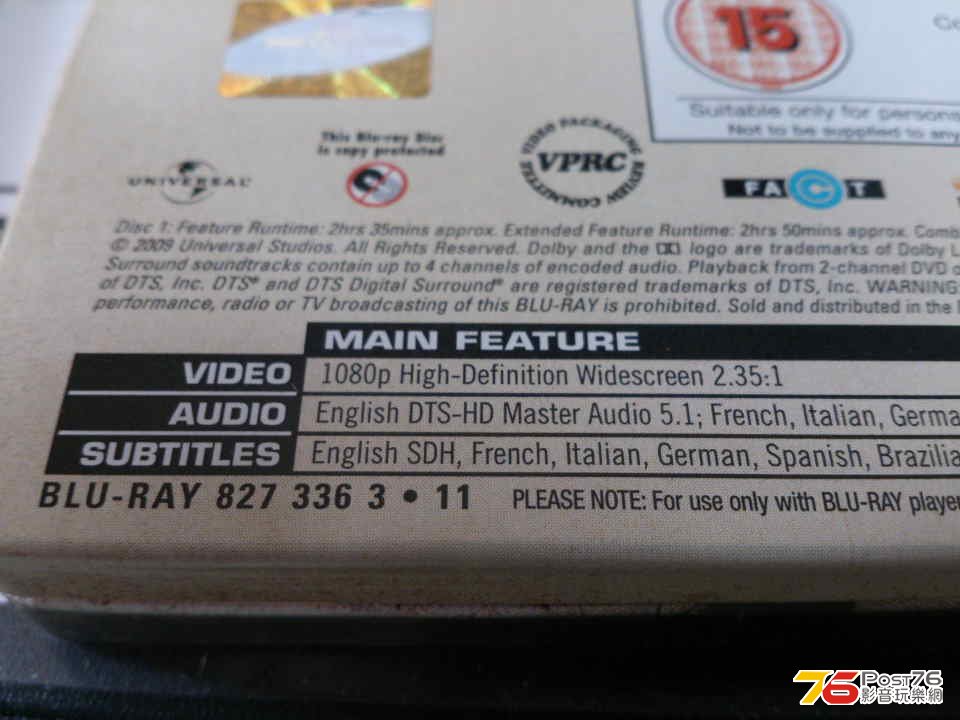 15
Suitable only for persons
Not to be supplied to any
This Blu-ray Disc
is copy protected
UNIVERSAL
VIDEO PACKAGING REVIEW COMMITTEE
VPRC
FACT
Disc 1: Feature Runtime: 2hrs 35mins approx. Extended Feature Runtime: 2hrs 50mins approx. Comb
© 2009 Universal Studios. All Rights Reserved. Dolby and the logo are trademarks of Dolby L
Surround soundtracks contain up to 4 channels of encoded audio. Playback from 2-channel DVD
of DTS, Inc. DTS® and DTS Digital Surround® are registered trademarks of DTS, Inc. WARNING:
performance, radio or TV broadcasting of this BLU-RAY is prohibited. Sold and distributed in the
MAIN FEATURE
VIDEO 1080p High-Definition Widescreen 2.35:1
AUDIO English DTS-HD Master Audio 5.1; French, Italian, Germa
SUBTITLES English SDH, French, Italian, German, Spanish, Brazilia
BLU-RAY 827 336 3 • 11 PLEASE NOTE: For use only with BLU-RAY player
76 Post76
影音玩樂網